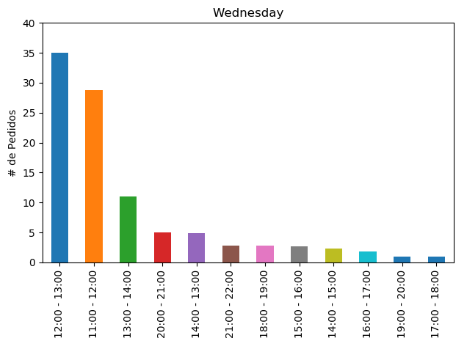 Wednesday
40
35
30
25
20
15
10
5
0
# de Pedidos
12:00 - 13:00
11:00 - 12:00
13:00 - 14:00
20:00 - 21:00
14:00 - 13:00
21:00 - 22:00
18:00 - 19:00
15:00 - 16:00
14:00 - 15:00
16:00 - 17:00
19:00 - 20:00
17:00 - 18:00